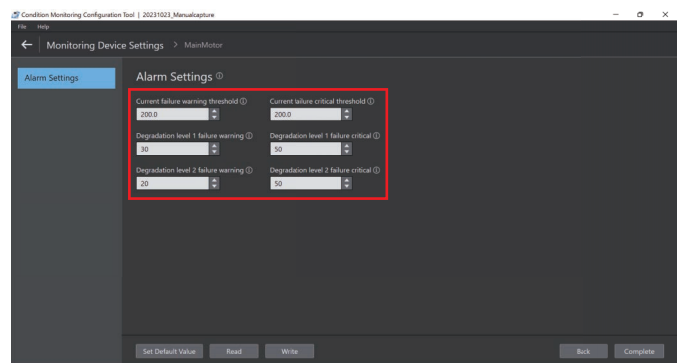 Condition Monitoring Configuration Tool | 20231023_Manualcapture
File Help
Monitoring Device Settings > MainMotor
Alarm Settings
Alarm Settings
Current failure warning threshold
Current failure critical threshold
200.0
200.0
Degradation level 1 failure warning
Degradation level 1 failure critical
30
50
Degradation level 2 failure warning
Degradation level 2 failure critical
20
50
Set Default Value Read Write Back Complete